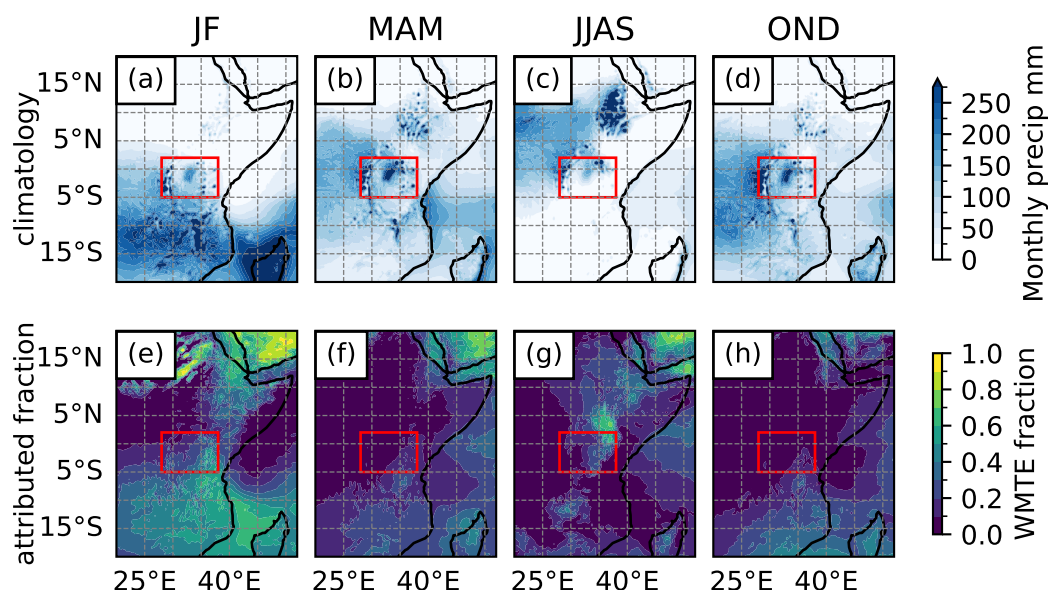 JF MAM JJAS OND
climatology
15°N
5°N
5°S
15°S
(a) (b) (c) (d)
250
200
150
100
50
0
Monthly precip mm
attributed fraction
15°N
5°N
5°S
15°S
(e) (f) (g) (h)
1.0
0.8
0.6
0.4
0.2
0.0
WMTE fraction
25°E 40°E 25°E 40°E 25°E 40°E 25°E 40°E